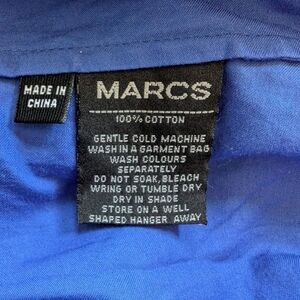 MADE IN
CHINA
MARCS
100% COTTON
GENTLE COLD MACHINE
WASH IN A GARMENT BAG
WASH COLOURS
SEPARATELY
DO NOT SOAK, BLEACH
WRING OR TUMBLE DRY
DRY IN SHADE
STORE ON A WELL
SHAPED HANGER AWAY